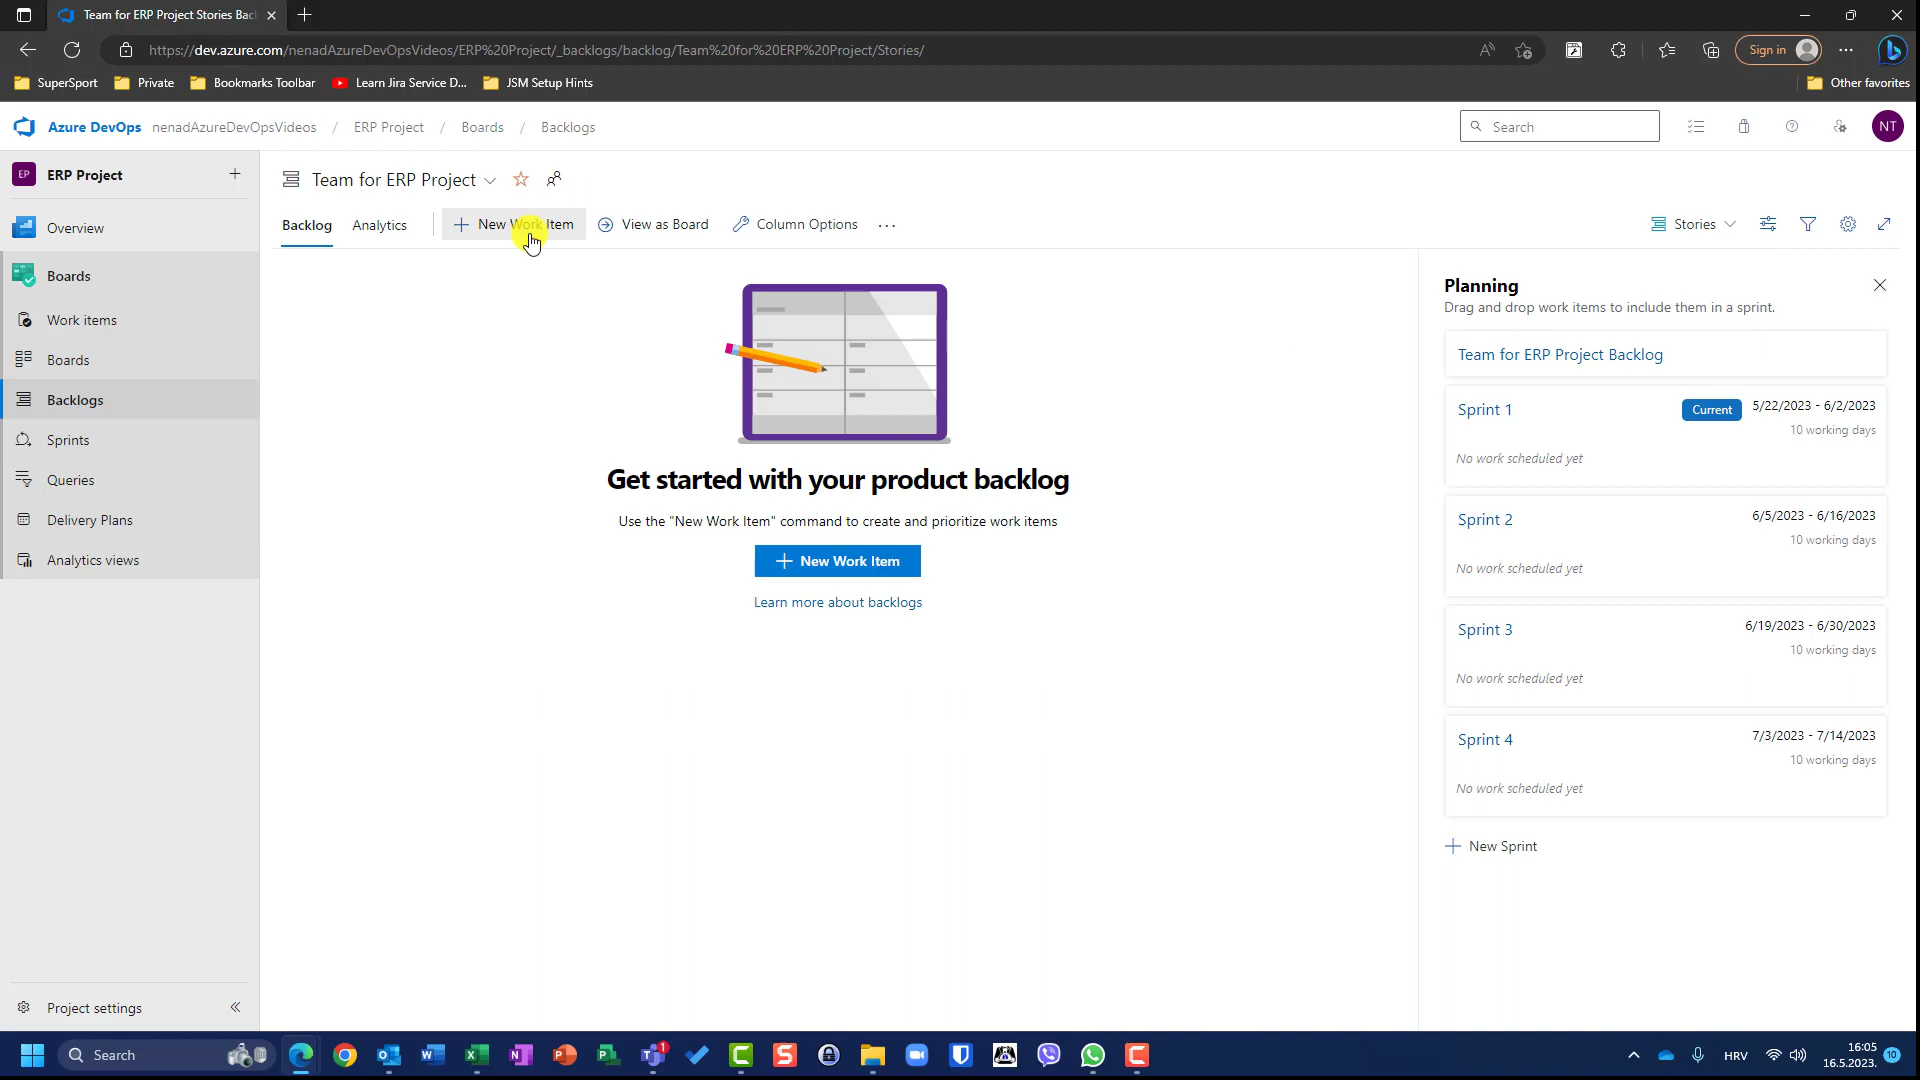 Team for ERP Project Stories Bac
https://dev.azure.com/nenadAzureDevOpsVideos/ERP%20Project/_backlogs/backlog/Team%20for%20ERP%20Project/Stories/
Sign in
SuperSport
Private
Bookmarks Toolbar
Learn Jira Service D...
JSM Setup Hints
Other favorites
Azure DevOps nenadAzureDevOpsVideos / ERP Project / Boards / Backlogs
Search
NT
EP ERP Project
Overview
Boards
Work items
Boards
Backlogs
Sprints
Queries
Delivery Plans
Analytics views
Project settings
Team for ERP Project
Backlog
Analytics
New Work Item
View as Board
Column Options
Stories
Get started with your product backlog
Use the "New Work Item" command to create and prioritize work items
New Work Item
Learn more about backlogs
Planning
Drag and drop work items to include them in a sprint.
Team for ERP Project Backlog
Sprint 1 Current 5/22/2023 - 6/2/2023
10 working days
No work scheduled yet
Sprint 2 6/5/2023 - 6/16/2023
10 working days
No work scheduled yet
Sprint 3 6/19/2023 - 6/30/2023
10 working days
No work scheduled yet
Sprint 4 7/3/2023 - 7/14/2023
10 working days
No work scheduled yet
New Sprint
Search
1
HRV
16:05
16.5.2023.
10